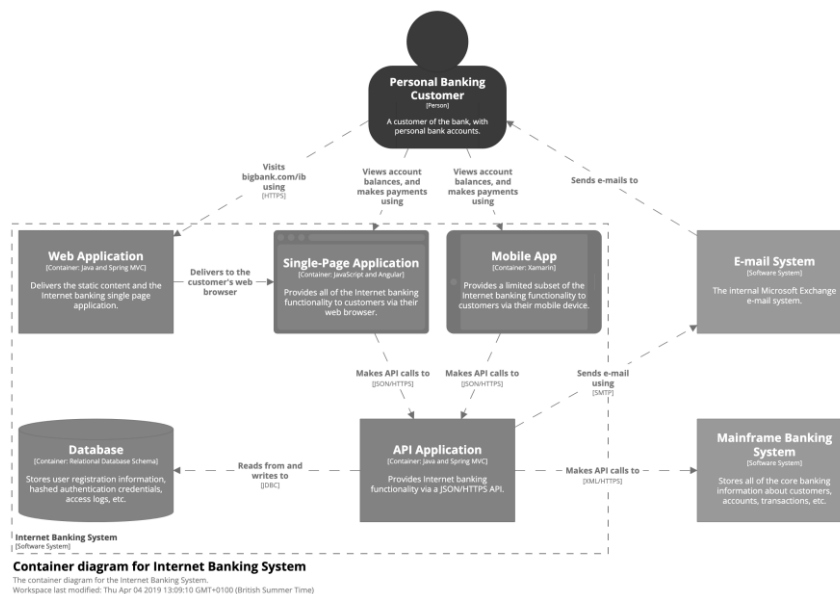 Personal Banking
Customer
[Person]
A customer of the bank, with
personal bank accounts.
Visits
bigbank.com/ib
using
[HTTPS]
Views account
balances, and
makes payments
using
Views account
balances, and
makes payments
using
Sends e-mails to
Web Application
[Container: Java and Spring MVC]
Delivers the static content and the
Internet banking single page
application.
Delivers to the
customer's web
browser
Single-Page Application
[Container: JavaScript and Angular]
Provides all of the Internet banking
functionality to customers via their
web browser.
Mobile App
[Container: Xamarin]
Provides a limited subset of the
Internet banking functionality to
customers via their mobile device.
E-mail System
[Software System]
The internal Microsoft Exchange
e-mail system.
Makes API calls to
[JSON/HTTPS]
Makes API calls to
[JSON/HTTPS]
Sends e-mail
using
[SMTP]
Database
[Container: Relational Database Schema]
Stores user registration information,
hashed authentication credentials,
access logs, etc.
Reads from and
writes to
[JDBC]
API Application
[Container: Java and Spring MVC]
Provides Internet banking
functionality via a JSON/HTTPS API.
Makes API calls to
[XML/HTTPS]
Mainframe Banking
System
[Software System]
Stores all of the core banking
information about customers,
accounts, transactions, etc.
Internet Banking System
[Software System]
Container diagram for Internet Banking System
The container diagram for the Internet Banking System.
Workspace last modified: Thu Apr 04 2019 13:09:10 GMT+0100 (British Summer Time)